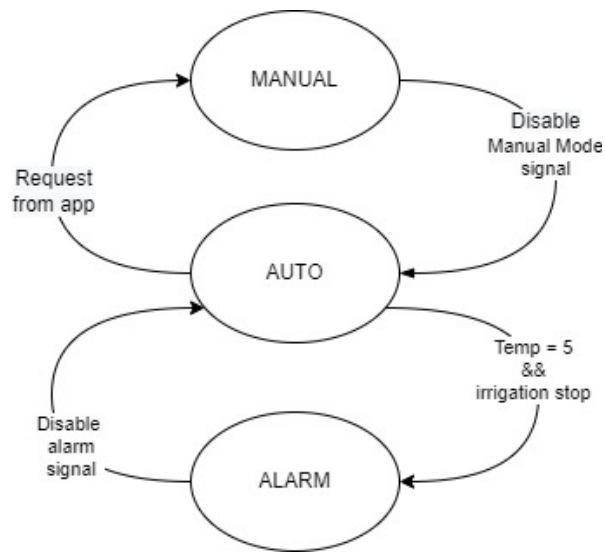 MANUAL
Disable
Manual Mode
signal
Request
from app
AUTO
Temp = 5
&&
irrigation stop
Disable
alarm
signal
ALARM